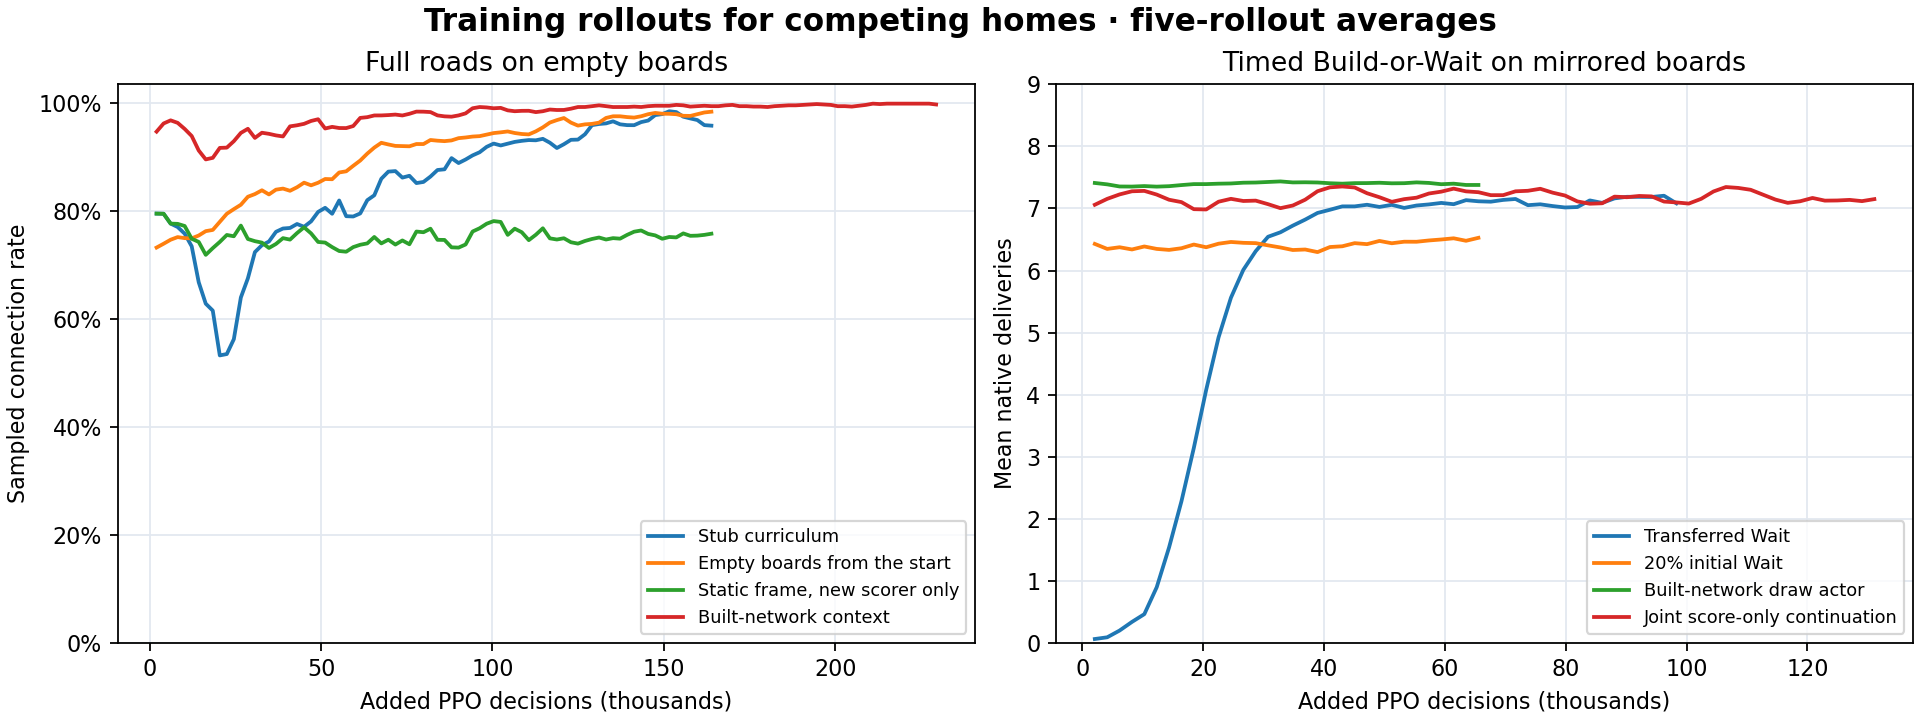 Training rollouts for competing homes · five-rollout averages
Full roads on empty boards
Sampled connection rate
100%
80%
60%
40%
20%
0%
0
50
100
150
200
Added PPO decisions (thousands)
Stub curriculum
Empty boards from the start
Static frame, new scorer only
Built-network context
Timed Build-or-Wait on mirrored boards
Mean native deliveries
9
8
7
6
5
4
3
2
1
0
0
20
40
60
80
100
120
Added PPO decisions (thousands)
Transferred Wait
20% initial Wait
Built-network draw actor
Joint score-only continuation